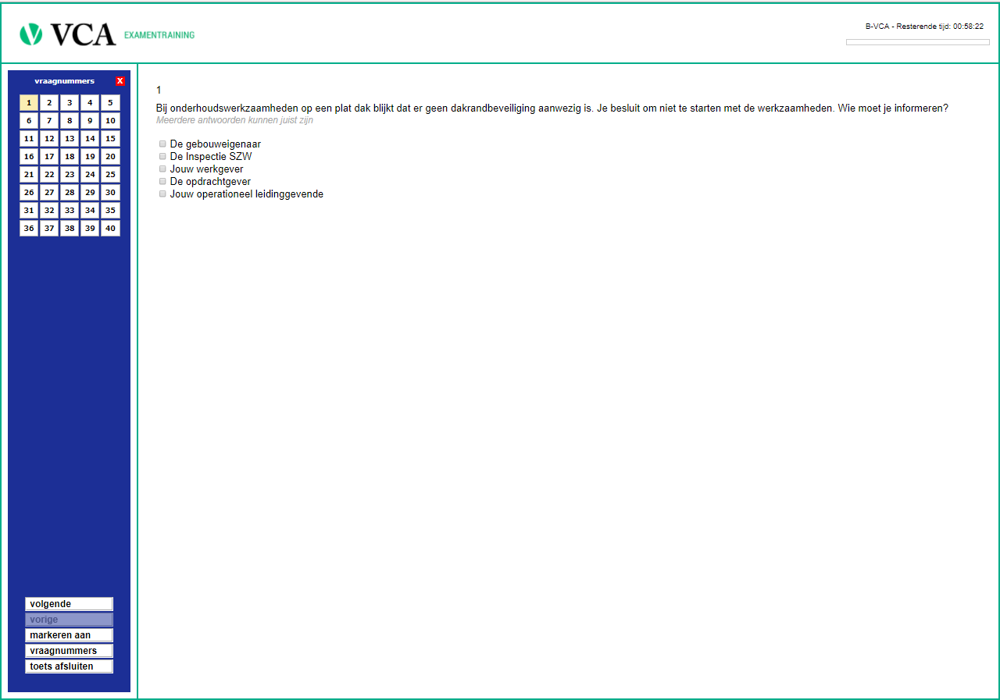 VCA EXAMENTRAINING
B-VCA - Resterende tijd: 00:58:22
vraagnummers X
1 2 3 4 5
6 7 8 9 10
11 12 13 14 15
16 17 18 19 20
21 22 23 24 25
26 27 28 29 30
31 32 33 34 35
36 37 38 39 40
volgende
vorige
markeren aan
vraagnummers
toets afsluiten
1
Bij onderhoudswerkzaamheden op een plat dak blijkt dat er geen dakrandbeveiliging aanwezig is. Je besluit om niet te starten met de werkzaamheden. Wie moet je informeren?
Meerdere antwoorden kunnen juist zijn
De gebouweigenaar
De Inspectie SZW
Jouw werkgever
De opdrachtgever
Jouw operationeel leidinggevende